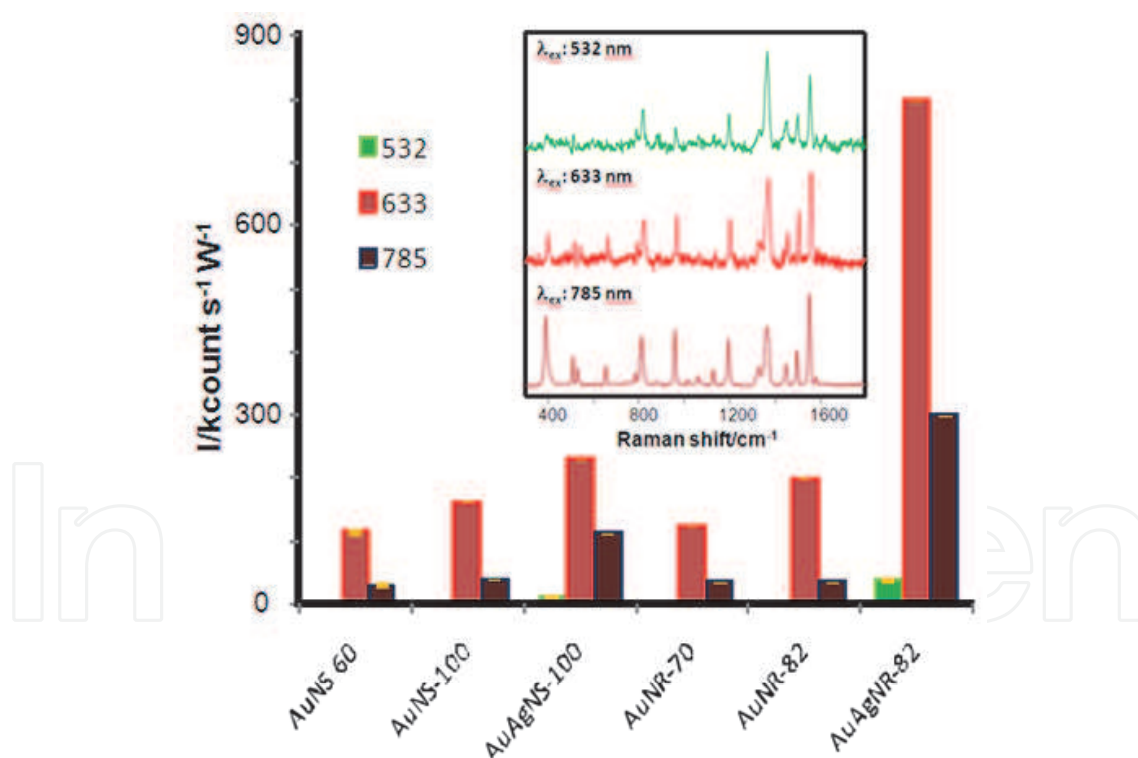 900
600
300
0
I/kcount s⁻¹ W⁻¹
532
633
785
λex: 532 nm
λex: 633 nm
λex: 785 nm
400 800 1200 1600
Raman shift/cm⁻¹
AuNS 60
AuNS-100
AuAgNS-100
AuNR-70
AuNR-82
AuAgNR-82
In
en